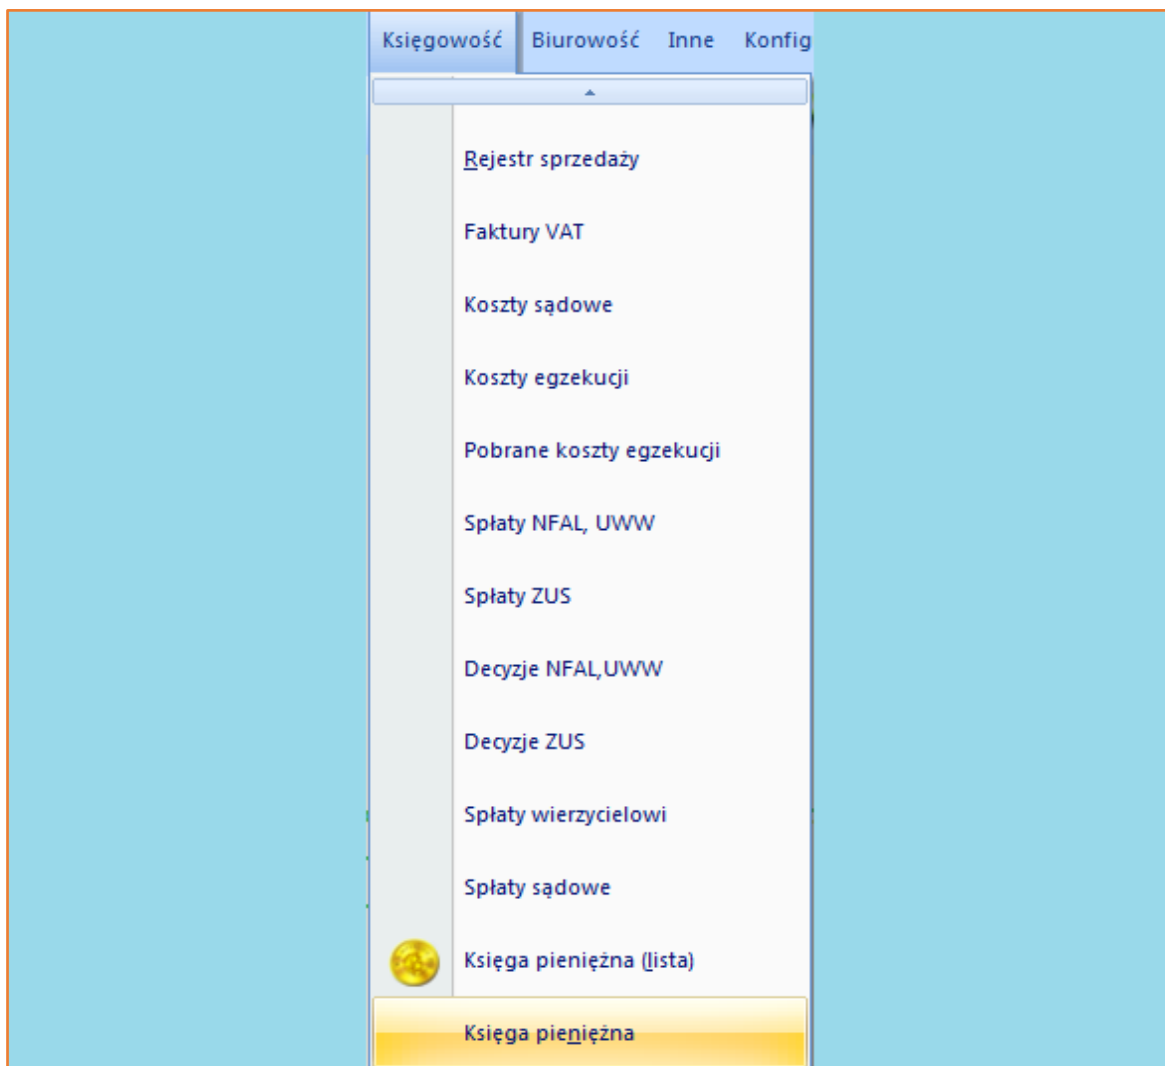 Księgowość Biurowość Inne Konfig
Rejestr sprzedaży
Faktury VAT
Koszty sądowe
Koszty egzekucji
Pobrane koszty egzekucji
Spłaty NFAL, UWW
Spłaty ZUS
Decyzje NFAL,UWW
Decyzje ZUS
Spłaty wierzycielowi
Spłaty sądowe
Księga pieniężna (lista)
Księga pieniężna